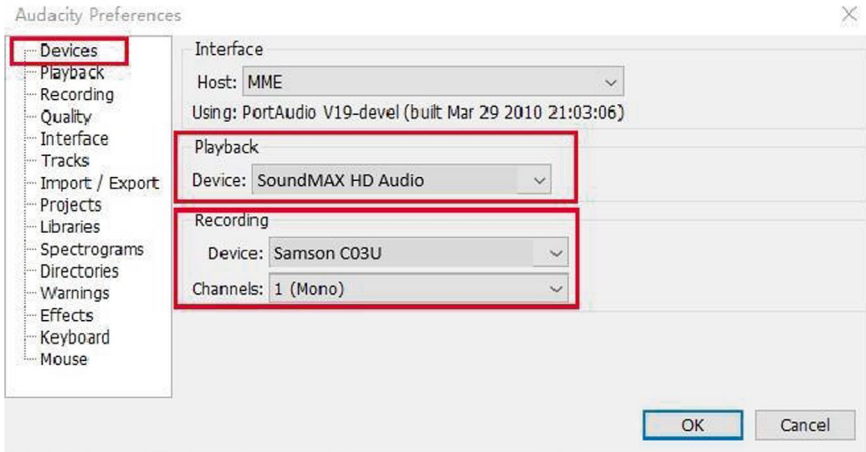 Audacity Preferences
Devices
Playback
Recording
Quality
Interface
Tracks
Import / Export
Projects
Libraries
Spectrograms
Directories
Warnings
Effects
Keyboard
Mouse
Interface
Host: MME
Using: PortAudio V19-devel (built Mar 29 2010 21:03:06)
Playback
Device: SoundMAX HD Audio
Recording
Device: Samson C03U
Channels: 1 (Mono)
OK Cancel